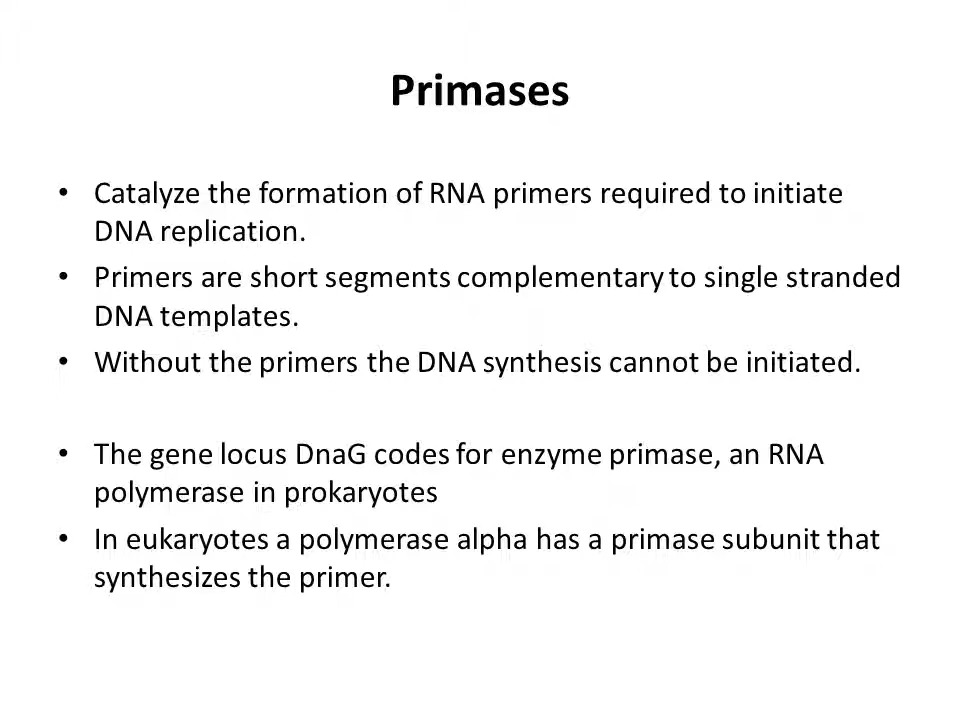 Primases
• Catalyze the formation of RNA primers required to initiate
DNA replication.
• Primers are short segments complementary to single stranded
DNA templates.
• Without the primers the DNA synthesis cannot be initiated.
• The gene locus DnaG codes for enzyme primase, an RNA
polymerase in prokaryotes
• In eukaryotes a polymerase alpha has a primase subunit that
synthesizes the primer.